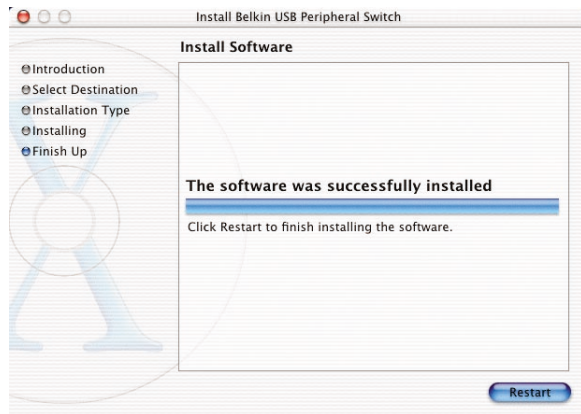 Install Belkin USB Peripheral Switch
Install Software
Introduction
Select Destination
Installation Type
Installing
Finish Up
The software was successfully installed
Click Restart to finish installing the software.
Restart